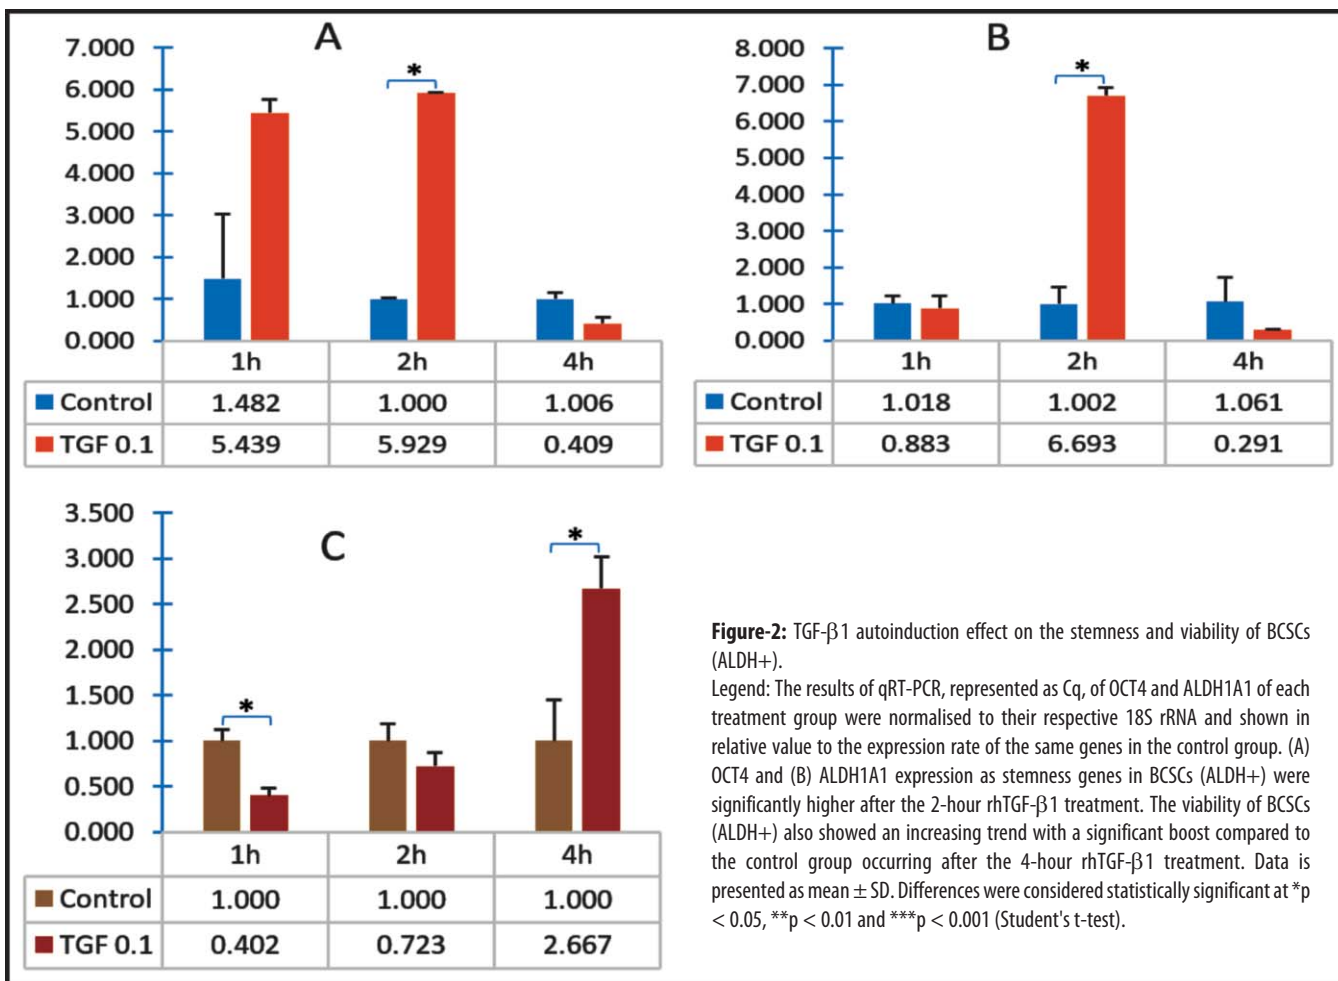 A
7.000
6.000
5.000
4.000
3.000
2.000
1.000
0.000
*
1h 2h 4h
Control 1.482 1.000 1.006
TGF 0.1 5.439 5.929 0.409
B
8.000
7.000
6.000
5.000
4.000
3.000
2.000
1.000
0.000
*
1h 2h 4h
Control 1.018 1.002 1.061
TGF 0.1 0.883 6.693 0.291
C
3.500
3.000
2.500
2.000
1.500
1.000
0.500
0.000
*
*
1h 2h 4h
Control 1.000 1.000 1.000
TGF 0.1 0.402 0.723 2.667
Figure-2: TGF-β1 autoinduction effect on the stemness and viability of BCSCs
(ALDH+).
Legend: The results of qRT-PCR, represented as Cq, of OCT4 and ALDH1A1 of each
treatment group were normalised to their respective 18S rRNA and shown in
relative value to the expression rate of the same genes in the control group. (A)
OCT4 and (B) ALDH1A1 expression as stemness genes in BCSCs (ALDH+) were
significantly higher after the 2-hour rhTGF-β1 treatment. The viability of BCSCs
(ALDH+) also showed an increasing trend with a significant boost compared to
the control group occurring after the 4-hour rhTGF-β1 treatment. Data is
presented as mean ± SD. Differences were considered statistically significant at *p
< 0.05, **p < 0.01 and ***p < 0.001 (Student's t-test).